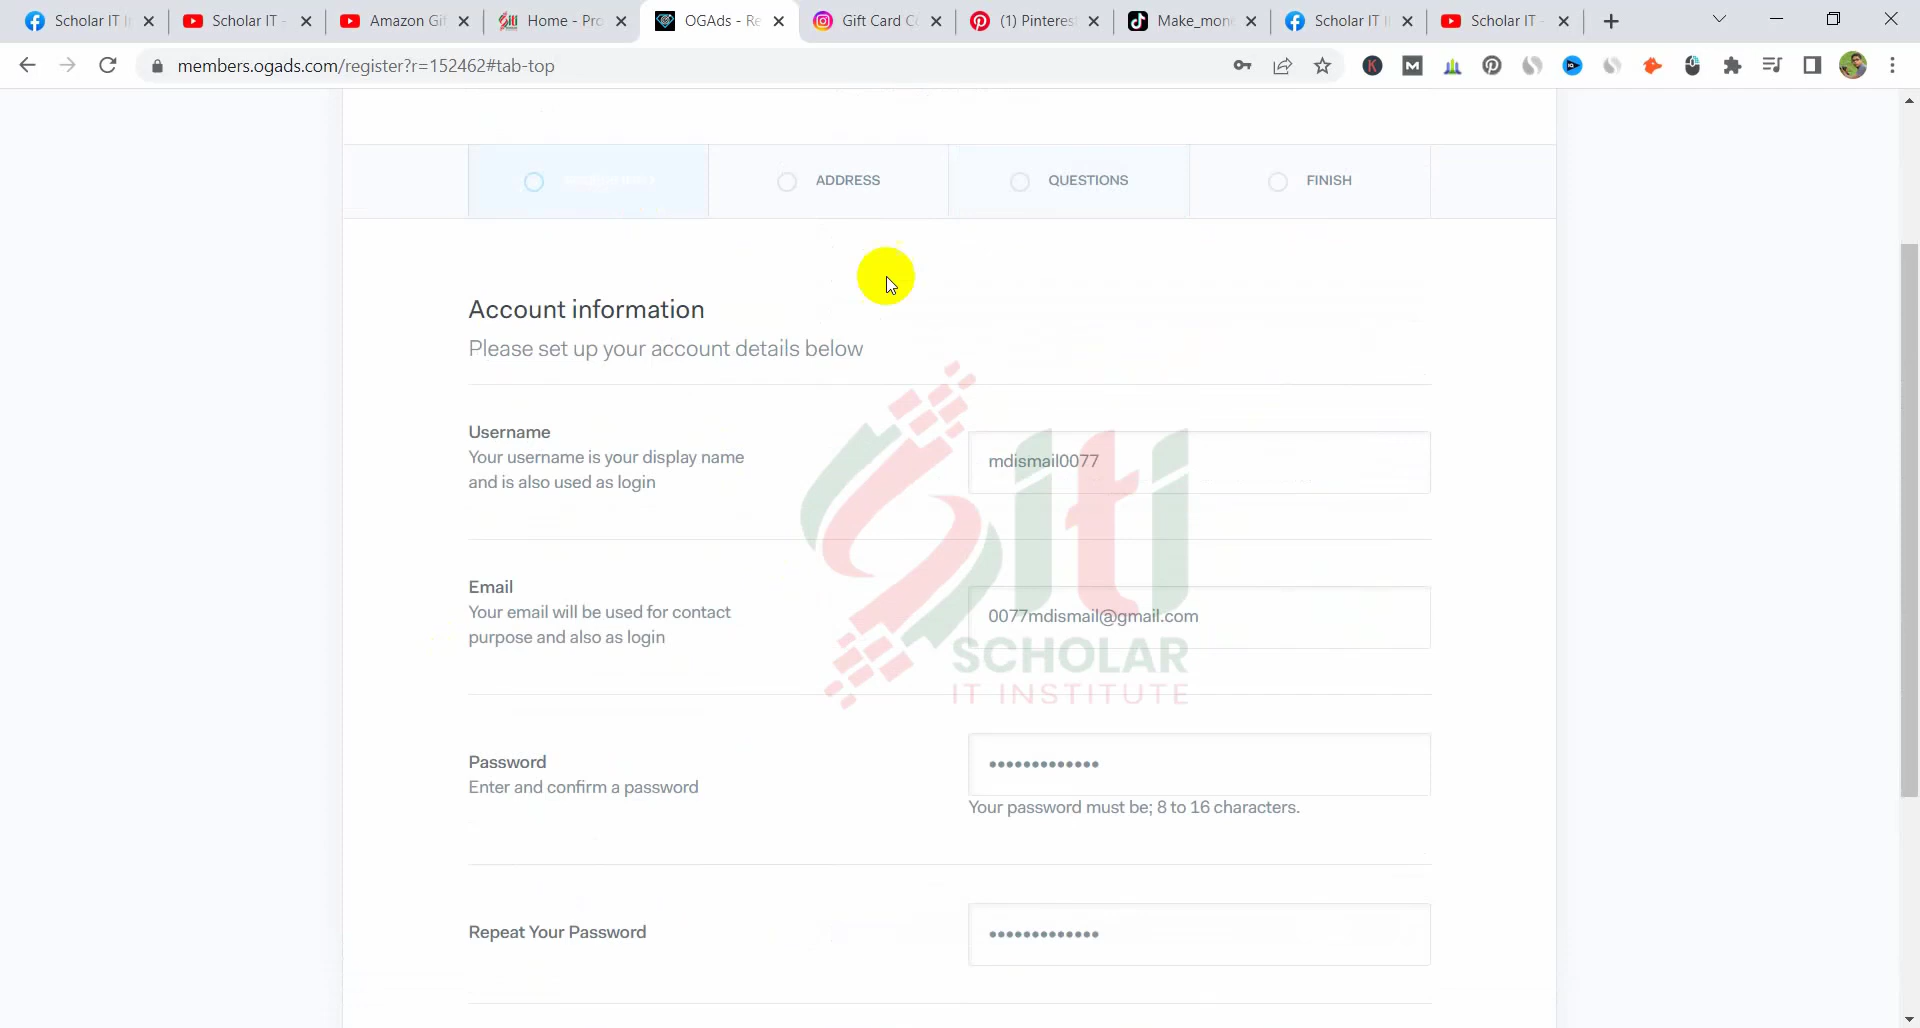 Scholar IT I
Scholar IT -
Amazon Gif
Home - Pro
OGAds - Re
Gift Card C
(1) Pinteres
Make_mon
Scholar IT I
Scholar IT -
members.ogads.com/register?r=152462#tab-top
ADDRESS
QUESTIONS
FINISH
Account information
Please set up your account details below
Username
Your username is your display name
and is also used as login
mdismail0077
Email
Your email will be used for contact
purpose and also as login
0077mdismail@gmail.com
siti
SCHOLAR
IT INSTITUTE
Password
Enter and confirm a password
•••••••••••••
Your password must be; 8 to 16 characters.
Repeat Your Password
•••••••••••••